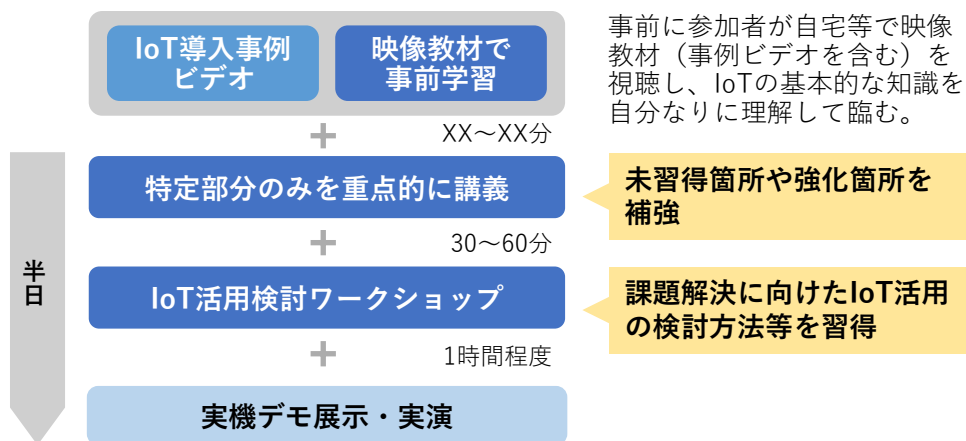 IoT導入事例
ビデオ
映像教材で
事前学習
事前に参加者が自宅等で映像
教材（事例ビデオを含む）を
視聴し、IoTの基本的な知識を
自分なりに理解して臨む。
+
XX～XX分
特定部分のみを重点的に講義
未習得箇所や強化箇所を
補強
+
30～60分
半日
IoT活用検討ワークショップ
課題解決に向けたIoT活用
の検討方法等を習得
+
1時間程度
実機デモ展示・実演